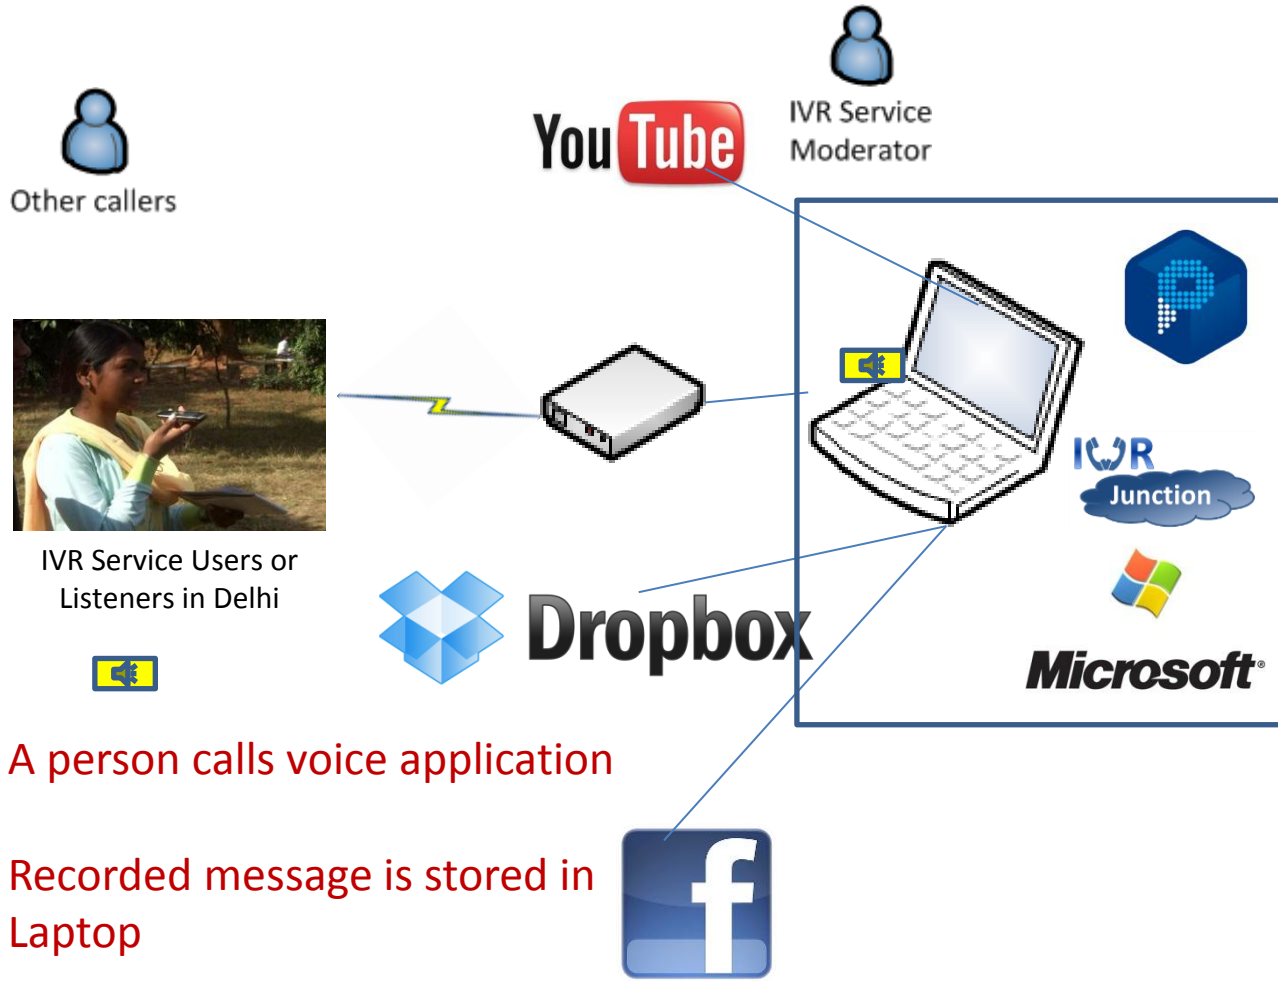 IVR Service
Moderator
You Tube
Other callers
IVR
Junction
IVR Service Users or
Listeners in Delhi
Dropbox
Microsoft®
A person calls voice application
Recorded message is stored in
Laptop
f